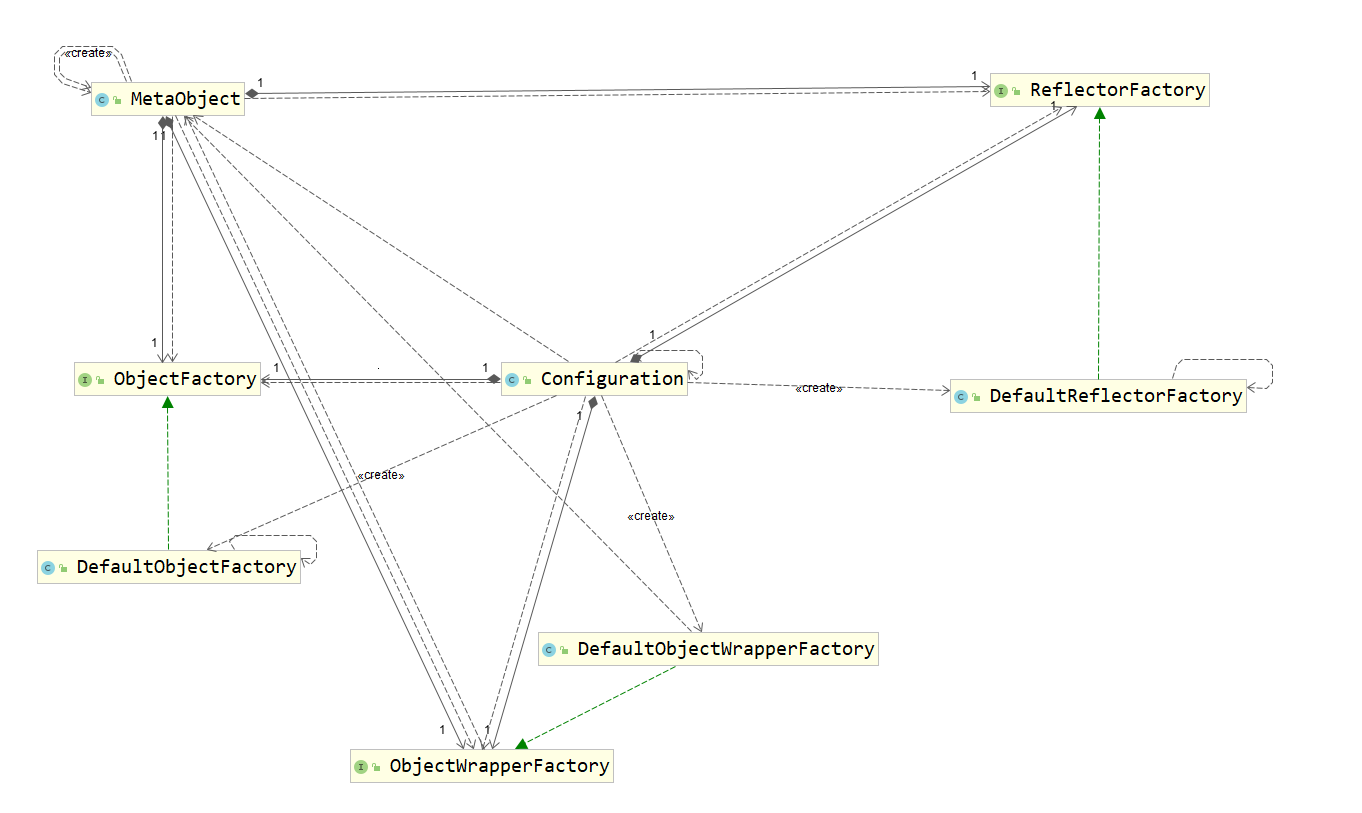 «create»
1
1
C MetaObject
I ReflectorFactory
1
11
1
1
1
1
I ObjectFactory
C Configuration
«create»
C DefaultReflectorFactory
1
«create»
«create»
C DefaultObjectFactory
C DefaultObjectWrapperFactory
1
1
I ObjectWrapperFactory